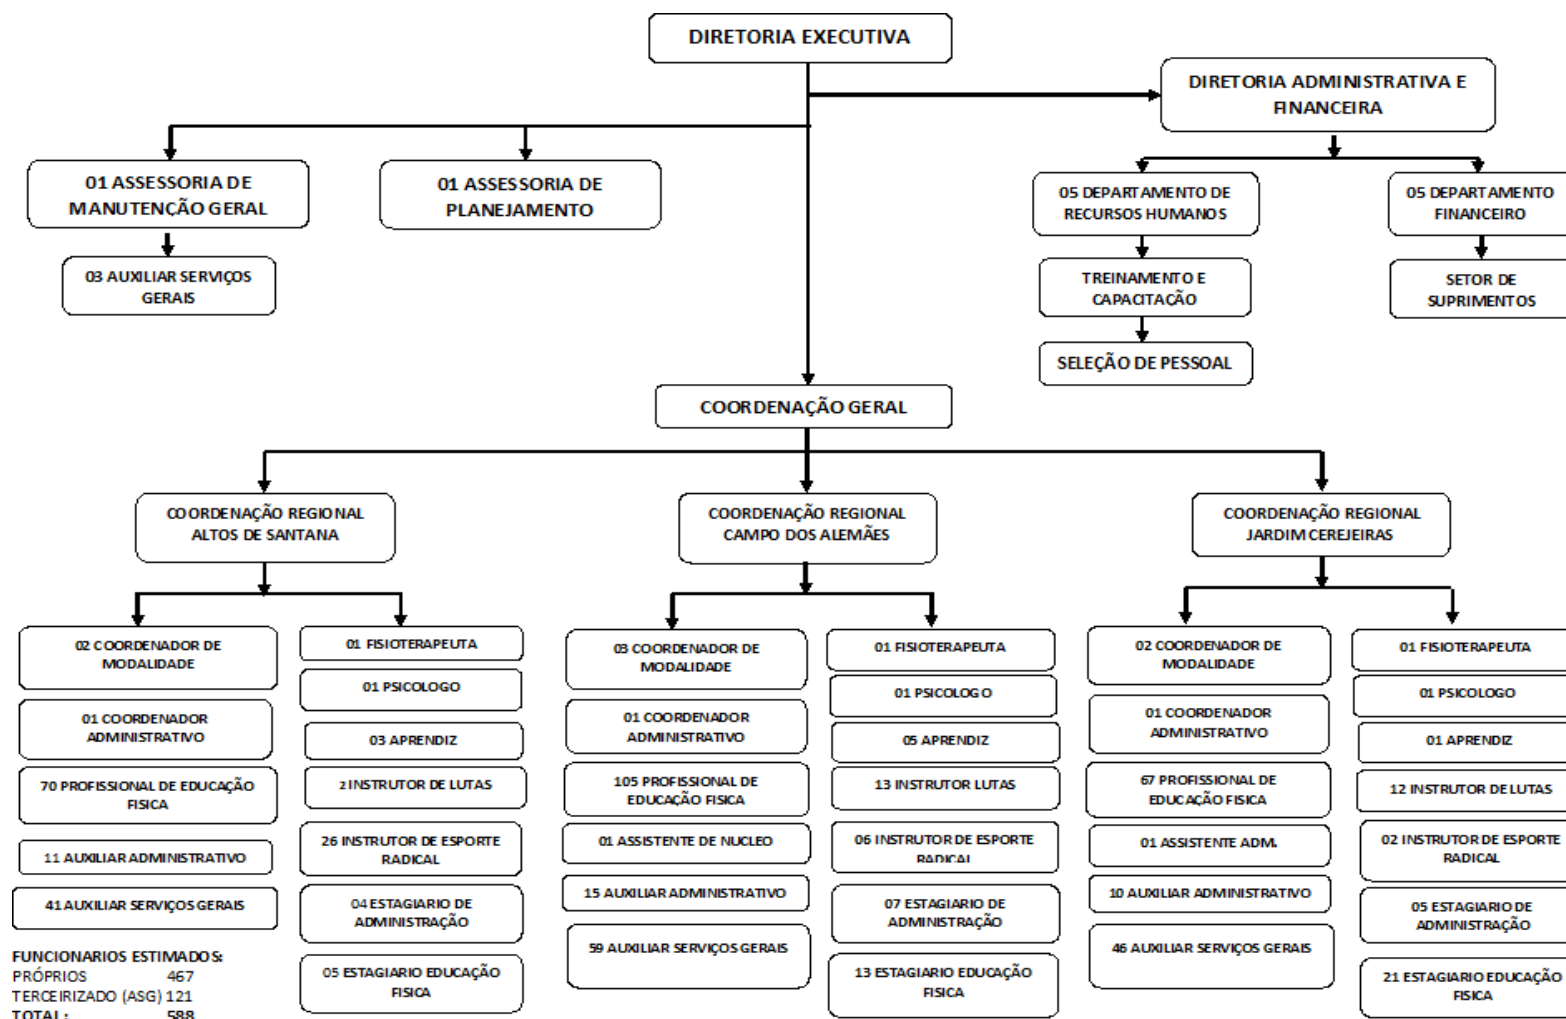 DIRETORIA EXECUTIVA
DIRETORIA ADMINISTRATIVA E
FINANCEIRA
01 ASSESSORIA DE
MANUTENÇÃO GERAL
01 ASSESSORIA DE
PLANEJAMENTO
05 DEPARTAMENTO DE
RECURSOS HUMANOS
05 DEPARTAMENTO
FINANCEIRO
03 AUXILIAR SERVIÇOS
GERAIS
TREINAMENTO E
CAPACITAÇÃO
SETOR DE
SUPRIMENTOS
SELEÇÃO DE PESSOAL
COORDENAÇÃO GERAL
COORDENAÇÃO REGIONAL
ALTOS DE SANTANA
COORDENAÇÃO REGIONAL
CAMPO DOS ALEMÃES
COORDENAÇÃO REGIONAL
JARDIM CEREJEIRAS
02 COORDENADOR DE
MODALIDADE
01 COORDENADOR
ADMINISTRATIVO
70 PROFISSIONAL DE EDUCAÇÃO
FISICA
11 AUXILIAR ADMINISTRATIVO
41 AUXILIAR SERVIÇOS GERAIS
01 FISIOTERAPEUTA
01 PSICOLOGO
03 APRENDIZ
2 INSTRUTOR DE LUTAS
26 INSTRUTOR DE ESPORTE
RADICAL
04 ESTAGIARIO DE
ADMINISTRAÇÃO
05 ESTAGIARIO EDUCAÇÃO
FISICA
03 COORDENADOR DE
MODALIDADE
01 COORDENADOR
ADMINISTRATIVO
105 PROFISSIONAL DE
EDUCAÇÃO FISICA
01 ASSISTENTE DE NUCLEO
15 AUXILIAR ADMINISTRATIVO
59 AUXILIAR SERVIÇOS GERAIS
01 FISIOTERAPEUTA
01 PSICOLOGO
05 APRENDIZ
13 INSTRUTOR LUTAS
06 INSTRUTOR DE ESPORTE
RADICAL
07 ESTAGIARIO DE
ADMINISTRAÇÃO
13 ESTAGIARIO EDUCAÇÃO
FISICA
02 COORDENADOR DE
MODALIDADE
01 COORDENADOR
ADMINISTRATIVO
67 PROFISSIONAL DE
EDUCAÇÃO FISICA
01 ASSISTENTE ADM.
10 AUXILIAR ADMINISTRATIVO
46 AUXILIAR SERVIÇOS GERAIS
01 FISIOTERAPEUTA
01 PSICOLOGO
01 APRENDIZ
12 INSTRUTOR DE LUTAS
02 INSTRUTOR DE ESPORTE
RADICAL
05 ESTAGIARIO DE
ADMINISTRAÇÃO
21 ESTAGIARIO EDUCAÇÃO
FISICA
FUNCIONARIOS ESTIMADOS:
PRÓPRIOS 467
TERCEIRIZADO (ASG) 121
TOTAL: 588